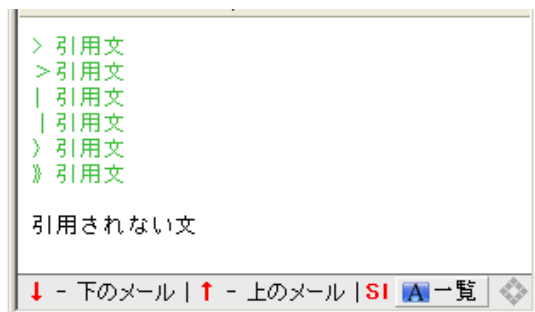 > 引用文
＞引用文
| 引用文
｜引用文
〉引用文
》引用文
引用されない文
↓ - 下のメール | ↑ - 上のメール | SI A 一覧